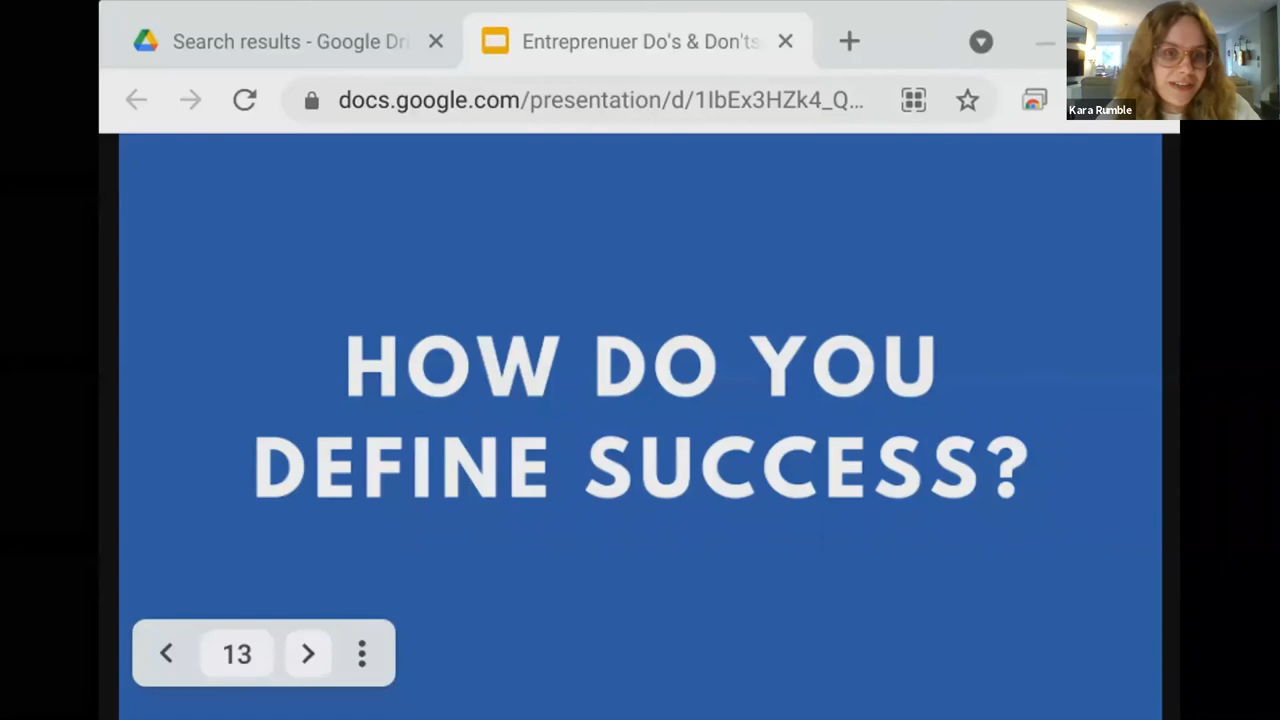 Search results - Google Dri
Entreprenuer Do's & Don'ts
docs.google.com/presentation/d/1IbEx3HZk4_Q...
Kara Rumble
HOW DO YOU
DEFINE SUCCESS?
13